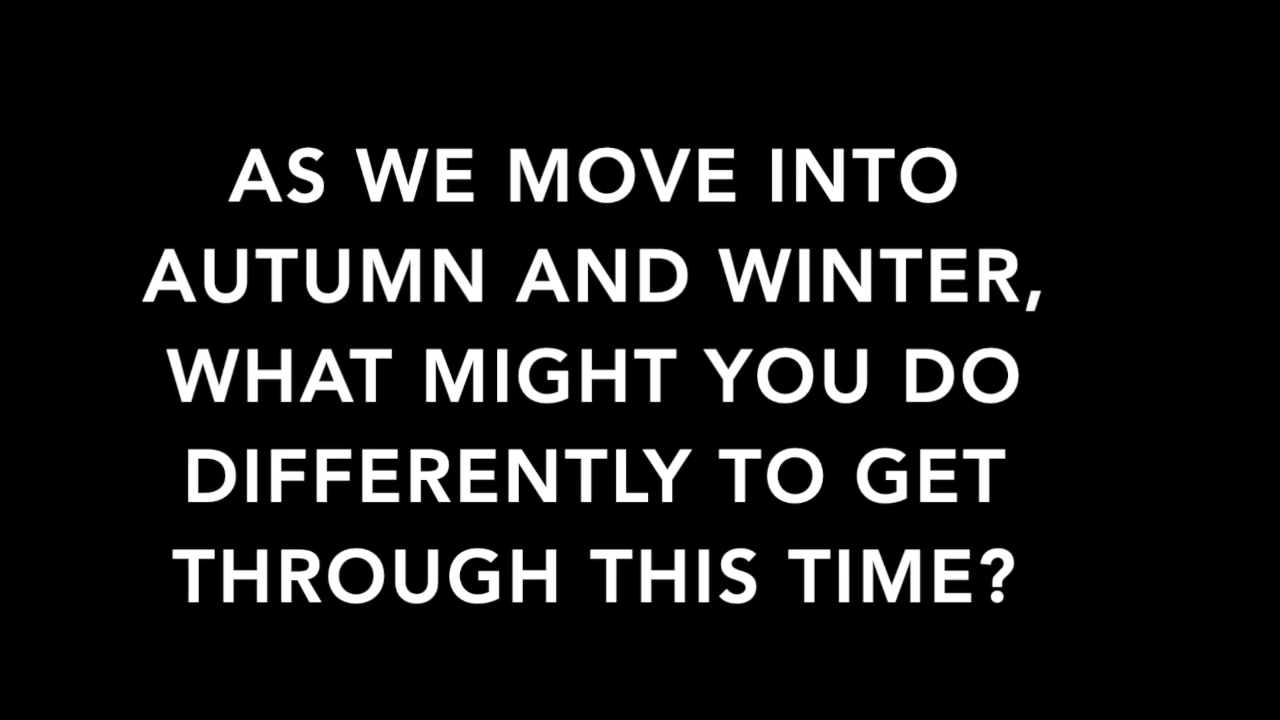 AS WE MOVE INTO
AUTUMN AND WINTER,
WHAT MIGHT YOU DO
DIFFERENTLY TO GET
THROUGH THIS TIME?